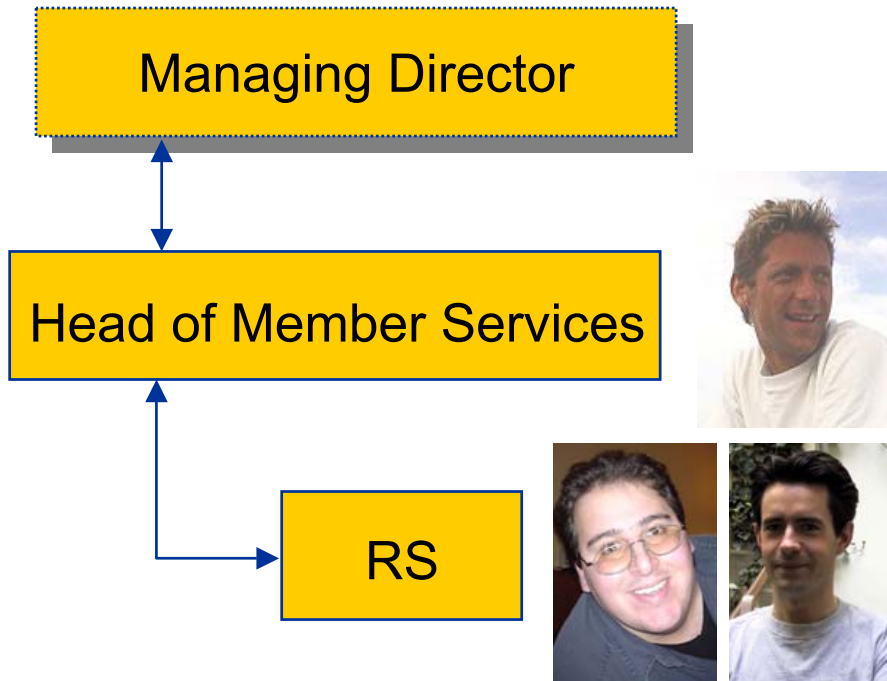 Managing Director
Head of Member Services
RS